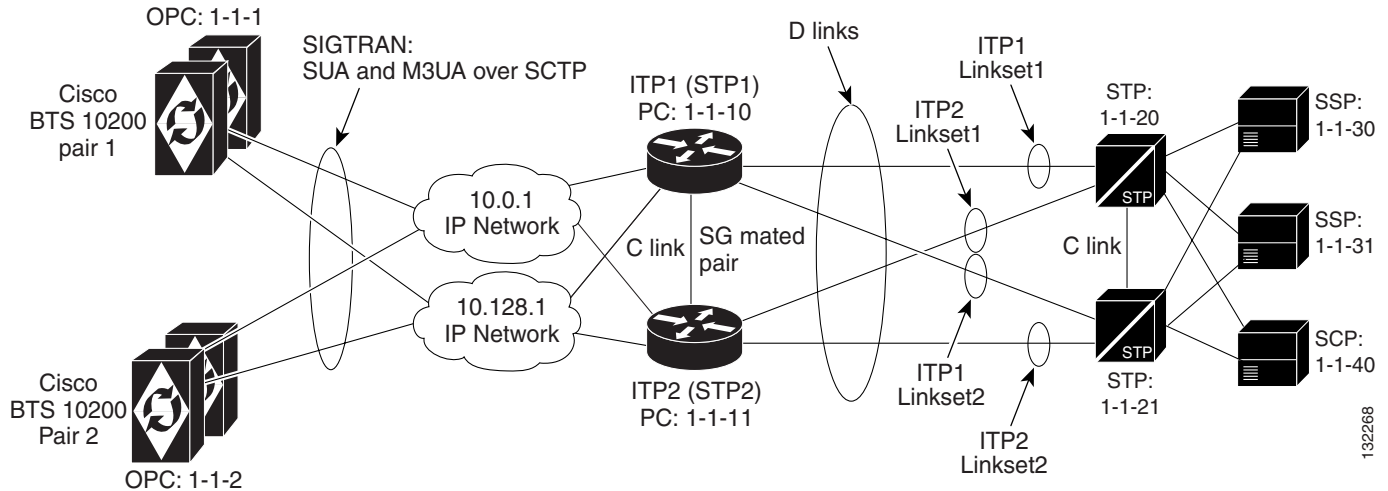 OPC: 1-1-1
Cisco
BTS 10200
pair 1
SIGTRAN:
SUA and M3UA over SCTP
10.0.1
IP Network
10.128.1
IP Network
Cisco
BTS 10200
Pair 2
OPC: 1-1-2
ITP1 (STP1)
PC: 1-1-10
C link
SG mated
pair
ITP2 (STP2)
PC: 1-1-11
D links
ITP2
Linkset1
ITP1
Linkset1
ITP1
Linkset2
ITP2
Linkset2
STP:
1-1-20
STP
C link
STP
STP:
1-1-21
SSP:
1-1-30
SSP:
1-1-31
SCP:
1-1-40
132268